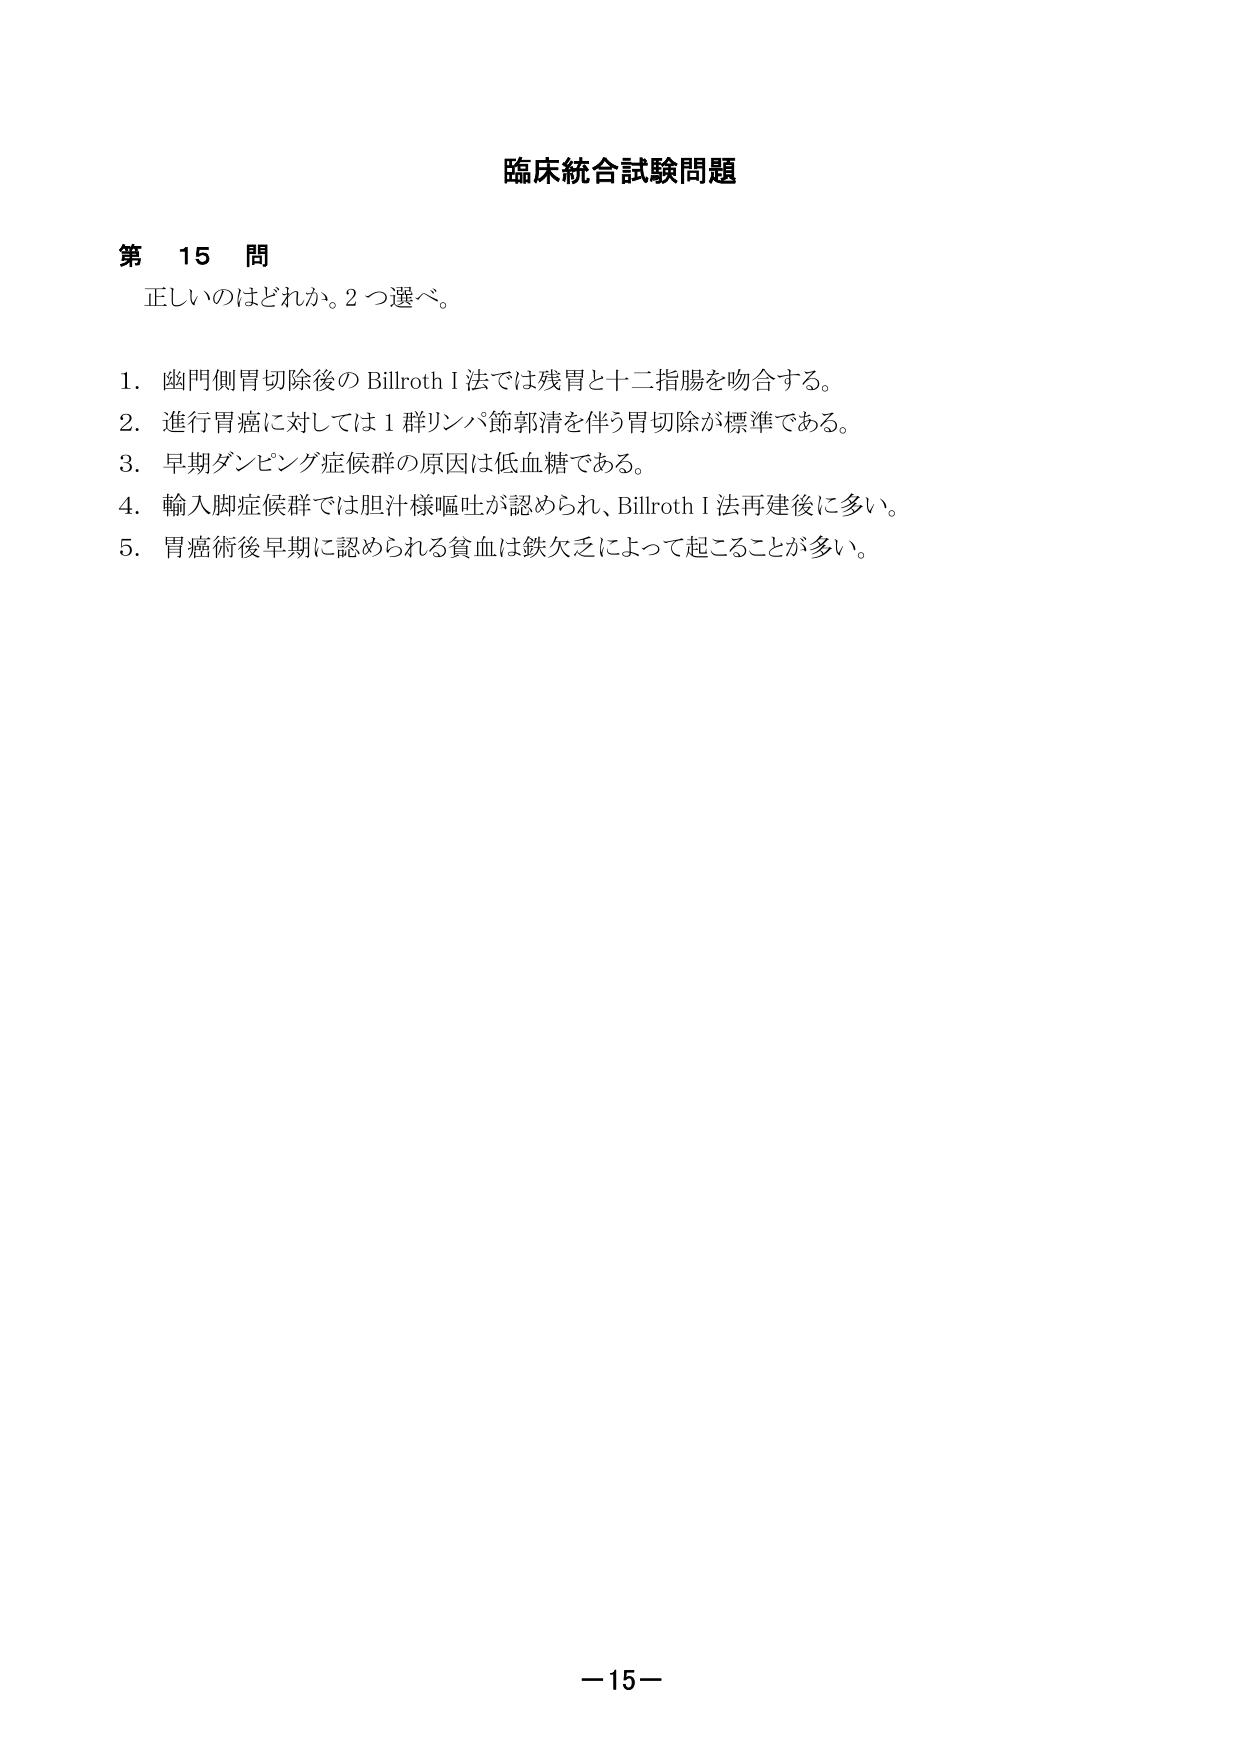 臨床統合試験問題
第 15 問
正しいのはどれか。2 つ選べ。
1. 幽門側胃切除後の Billroth I 法では残胃と十二指腸を吻合する。
2. 進行胃癌に対しては 1 群リンパ節郭清を伴う胃切除が標準である。
3. 早期ダンピング症候群の原因は低血糖である。
4. 輸入脚症候群では胆汁様嘔吐が認められ、Billroth I 法再建後に多い。
5. 胃癌術後早期に認められる貧血は鉄欠乏によって起こることが多い。
－15－